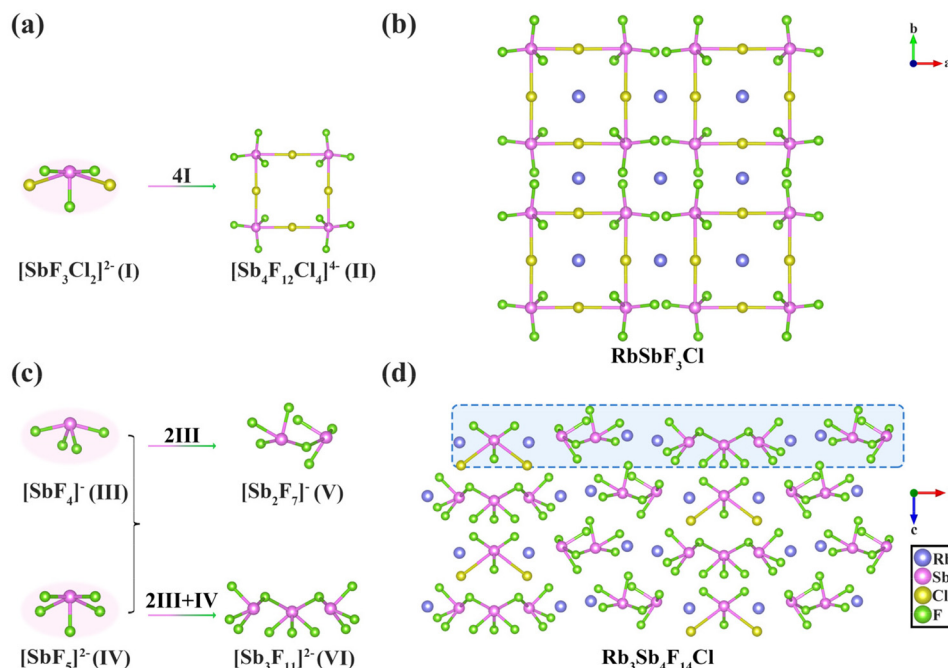 (a)
4I
[SbF₃Cl₂]²⁻ (I)
[Sb₄F₁₂Cl₄]⁴⁻ (II)
(b)
b
a
RbSbF₃Cl
(c)
2III
[SbF₄]⁻ (III)
[Sb₂F₇]⁻ (V)
2III+IV
[SbF₅]²⁻ (IV)
[Sb₃F₁₁]²⁻ (VI)
(d)
c
Sb
Cl
F
Rb₃Sb₄F₁₄Cl